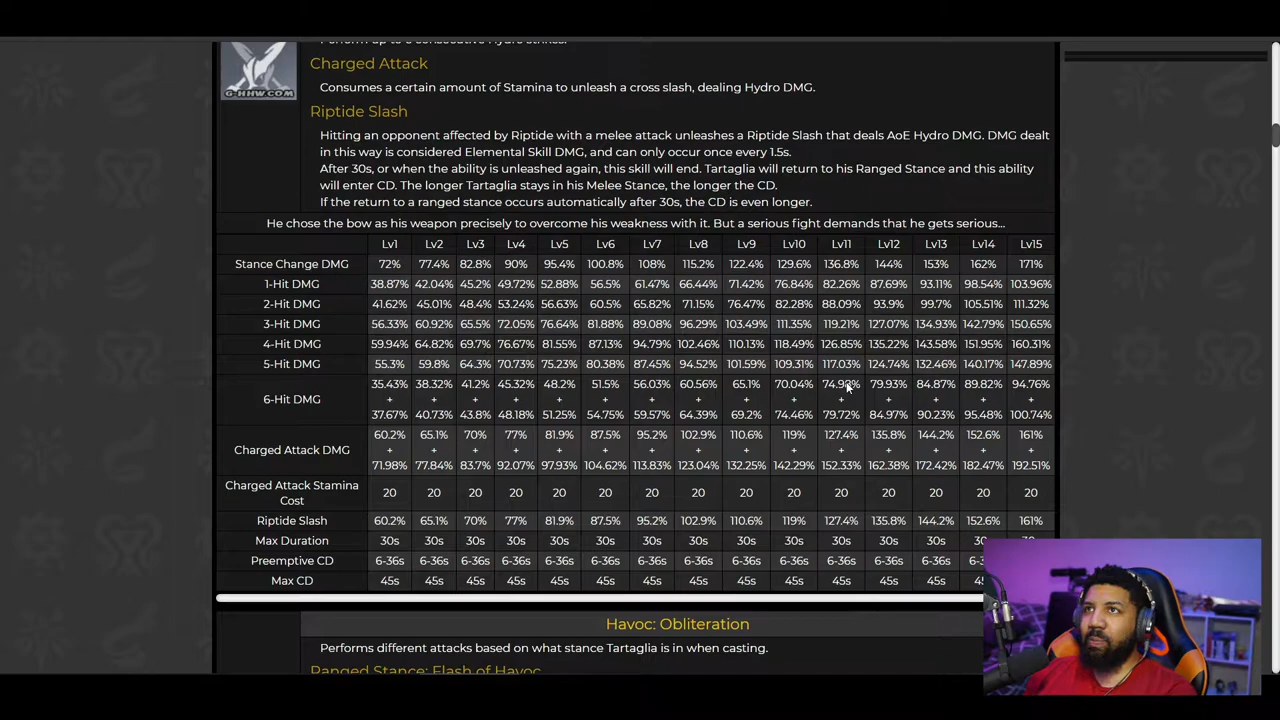 Charged Attack
Consumes a certain amount of Stamina to unleash a cross slash, dealing Hydro DMG.
G-HHW.COM
Riptide Slash
Hitting an opponent affected by Riptide with a melee attack unleashes a Riptide Slash that deals AoE Hydro DMG. DMG dealt
in this way is considered Elemental Skill DMG, and can only occur once every 1.5s.
After 30s, or when the ability is unleashed again, this skill will end. Tartaglia will return to his Ranged Stance and this ability
will enter CD. The longer Tartaglia stays in his Melee Stance, the longer the CD.
If the return to a ranged stance occurs automatically after 30s, the CD is even longer.
He chose the bow as his weapon precisely to overcome his weakness with it. But a serious fight demands that he gets serious...
Lv1 Lv2 Lv3 Lv4 Lv5 Lv6 Lv7 Lv8 Lv9 Lv10 Lv11 Lv12 Lv13 Lv14 Lv15
Stance Change DMG 72% 77.4% 82.8% 90% 95.4% 100.8% 108% 115.2% 122.4% 129.6% 136.8% 144% 153% 162% 171%
1-Hit DMG 38.87% 42.04% 45.2% 49.72% 52.88% 56.5% 61.47% 66.44% 71.42% 76.84% 82.26% 87.69% 93.11% 98.54% 103.96%
2-Hit DMG 41.62% 45.01% 48.4% 53.24% 56.63% 60.5% 65.82% 71.15% 76.47% 82.28% 88.09% 93.9% 99.7% 105.51% 111.32%
3-Hit DMG 56.33% 60.92% 65.5% 72.05% 76.64% 81.88% 89.08% 96.29% 103.49% 111.35% 119.21% 127.07% 134.93% 142.79% 150.65%
4-Hit DMG 59.94% 64.82% 69.7% 76.67% 81.55% 87.13% 94.79% 102.46% 110.13% 118.49% 126.85% 135.22% 143.58% 151.95% 160.31%
5-Hit DMG 55.3% 59.8% 64.3% 70.73% 75.23% 80.38% 87.45% 94.52% 101.59% 109.31% 117.03% 124.74% 132.46% 140.17% 147.89%
35.43% 38.32% 41.2% 45.32% 48.2% 51.5% 56.03% 60.56% 65.1% 70.04% 79.93% 84.87% 89.82% 94.76%
6-Hit DMG + + + + + + + + + + + + + + +
37.67% 40.73% 43.8% 48.18% 51.25% 54.75% 59.57% 64.39% 69.2% 74.46% 79.72% 84.97% 90.23% 95.48% 100.74%
60.2% 65.1% 70% 77% 81.9% 87.5% 95.2% 102.9% 110.6% 119% 127.4% 135.8% 144.2% 152.6% 161%
Charged Attack DMG + + + + + + + + + + + + + + +
71.98% 77.84% 83.7% 92.07% 97.93% 104.62% 113.83% 123.04% 132.25% 142.29% 152.33% 162.38% 172.42% 182.47% 192.51%
Charged Attack Stamina
Cost 20 20 20 20 20 20 20 20 20 20 20 20 20 20 20
Riptide Slash 60.2% 65.1% 70% 77% 81.9% 87.5% 95.2% 102.9% 110.6% 119% 127.4% 135.8% 144.2% 152.6% 161%
Max Duration 30s 30s 30s 30s 30s 30s 30s 30s 30s 30s 30s 30s 30s
Preemptive CD 6-36s 6-36s 6-36s 6-36s 6-36s 6-36s 6-36s 6-36s 6-36s 6-36s 6-36s 6-36s 6-36s
Max CD 45s 45s 45s 45s 45s 45s 45s 45s 45s 45s 45s 45s 45s
Havoc: Obliteration
Performs different attacks based on what stance Tartaglia is in when casting.
Ranged Stance: Flash of Havoc